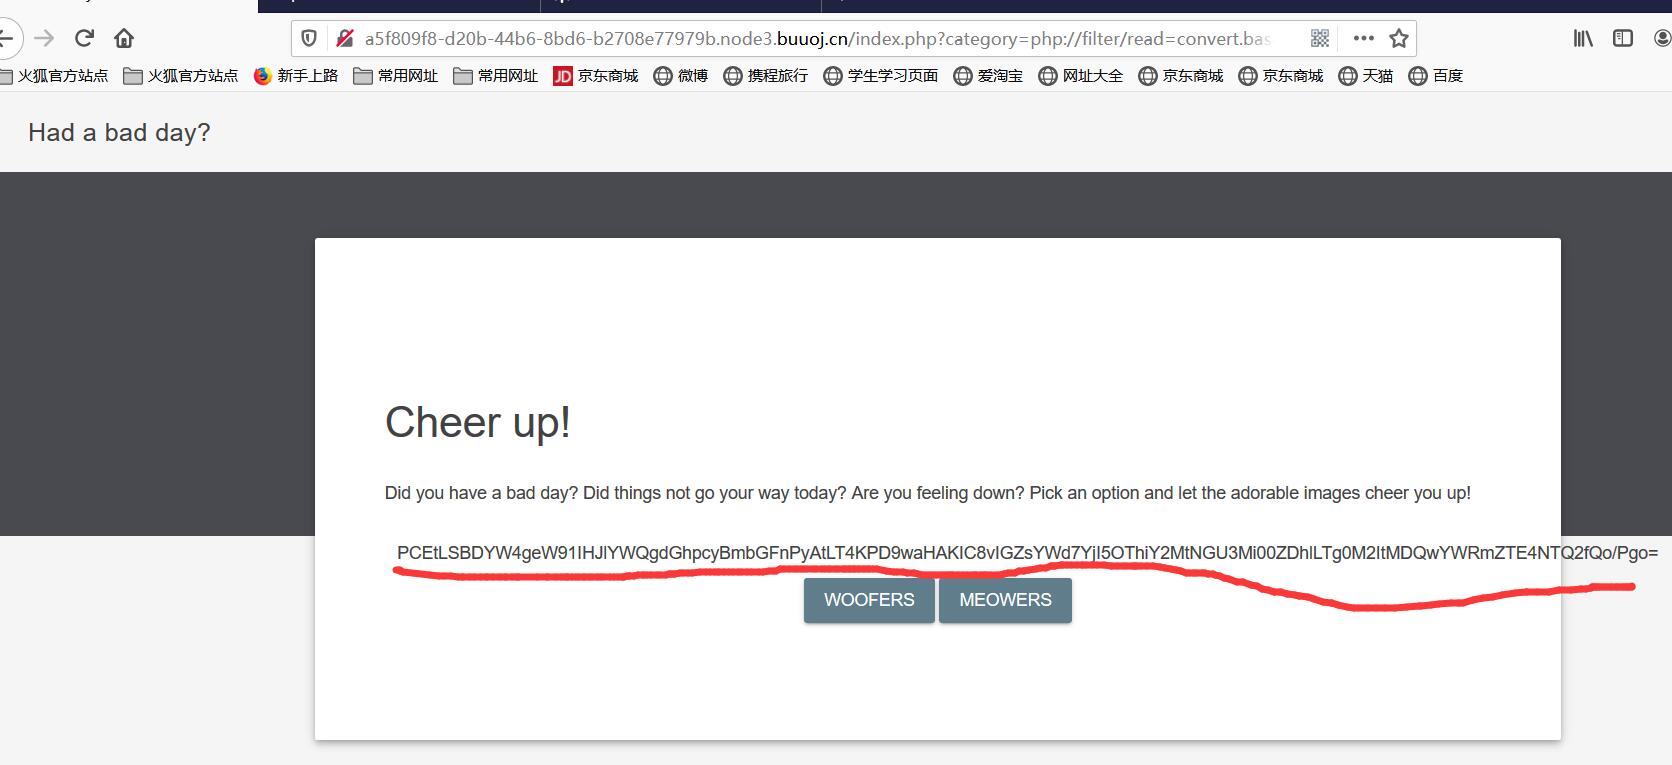 a5f809f8-d20b-44b6-8bd6-b2708e77979b.node3.buuoj.cn/index.php?category=php://filter/read=convert.bas
火狐官方站点 火狐官方站点 新手上路 常用网址 常用网址 JD 京东商城 微博 携程旅行 学生学习页面 爱淘宝 网址大全 京东商城 京东商城 天猫 百度
Had a bad day?
Cheer up!
Did you have a bad day? Did things not go your way today? Are you feeling down? Pick an option and let the adorable images cheer you up!
PCEtLSBDYW4geW91IHJlYWQgdGhpcyBmbGFnPyAtLT4KPD9waHAKIC8vIGZsYWd7YjI5OThiY2MtNGU3Mi00ZDhlLTg0M2ItMDQwYWRmZTE4NTQ2fQo/Pgo=
WOOFERS MEOWERS